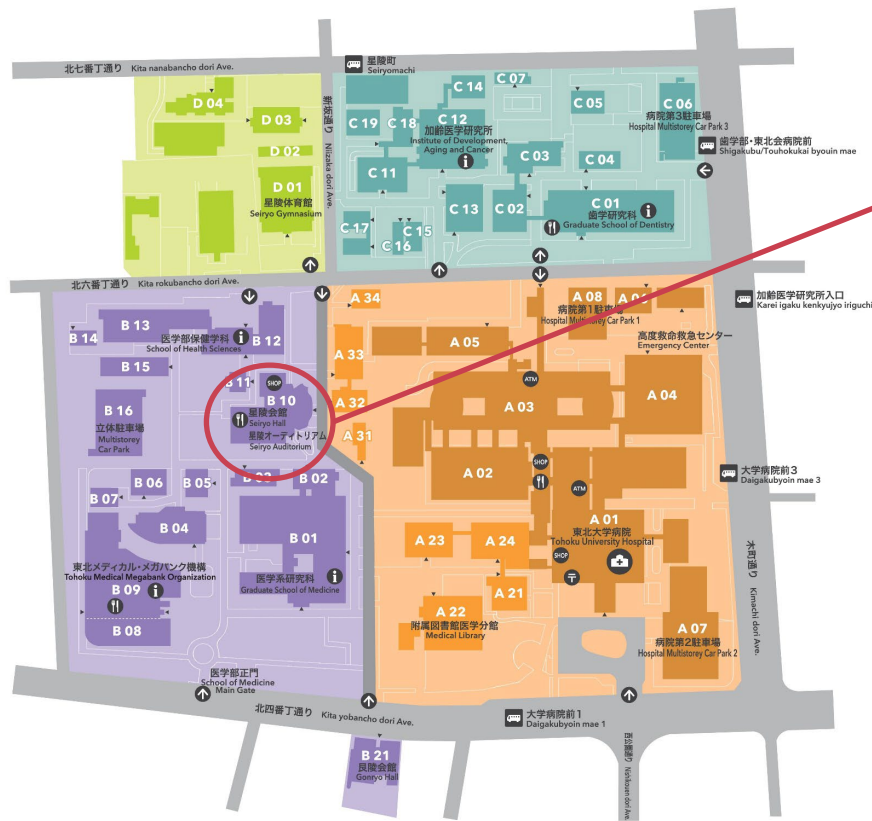 北七番丁通り Kita nanabancho dori Ave.
星陵町
Seiryomachi
新坂通り Niizaka dori Ave.
D 04
D 03
D 02
D 01
星陵体育館
Seiryo Gymnasium
C 14
C 07
C 19
C 18
C 12
加齢医学研究所
Institute of Development,
Aging and Cancer
C 05
C 06
病院第3駐車場
Hospital Multistorey Car Park 3
歯学部・東北会病院前
Shigakubu/Touhokukai byouin mae
C 11
C 03
C 04
C 13
C 02
C 01
歯学研究科
Graduate School of Dentistry
C 17
C 15
C 16
北六番丁通り Kita rokubancho dori Ave.
加齢医学研究所入口
Karei igaku kenkyujyo iriguchi
B 14
B 13
医学部保健学科
School of Health Sciences
B 12
B 15
B 11
SHOP
B 10
星陵会館
Seiryo Hall
星陵オーディトリアム
Seiryo Auditorium
B 16
立体駐車場
Multistorey
Car Park
A 34
A 33
A 32
A 31
A 05
A 08
病院第1駐車場
Hospital Multistorey Car Park 1
高度救命救急センター
Emergency Center
ATM
A 03
A 04
A 02
SHOP
ATM
大学病院前3
Daigakubyoin mae 3
B 07
B 06
B 05
B 02
B 04
B 01
医学系研究科
Graduate School of Medicine
東北メディカル・メガバンク機構
Tohoku Medical Megabank Organization
B 09
B 08
A 23
A 24
A 21
A 22
附属図書館医学分館
Medical Library
A 01
東北大学病院
Tohoku University Hospital
SHOP
〒
A 07
病院第2駐車場
Hospital Multistorey Car Park 2
木町通り Kimachi dori Ave.
医学部正門
School of Medicine
Main Gate
北四番丁通り Kita yobancho dori Ave.
大学病院前1
Daigakubyoin mae 1
西公園通り Nishikouen dori Ave.
B 21
艮陵会館
Gonryo Hall